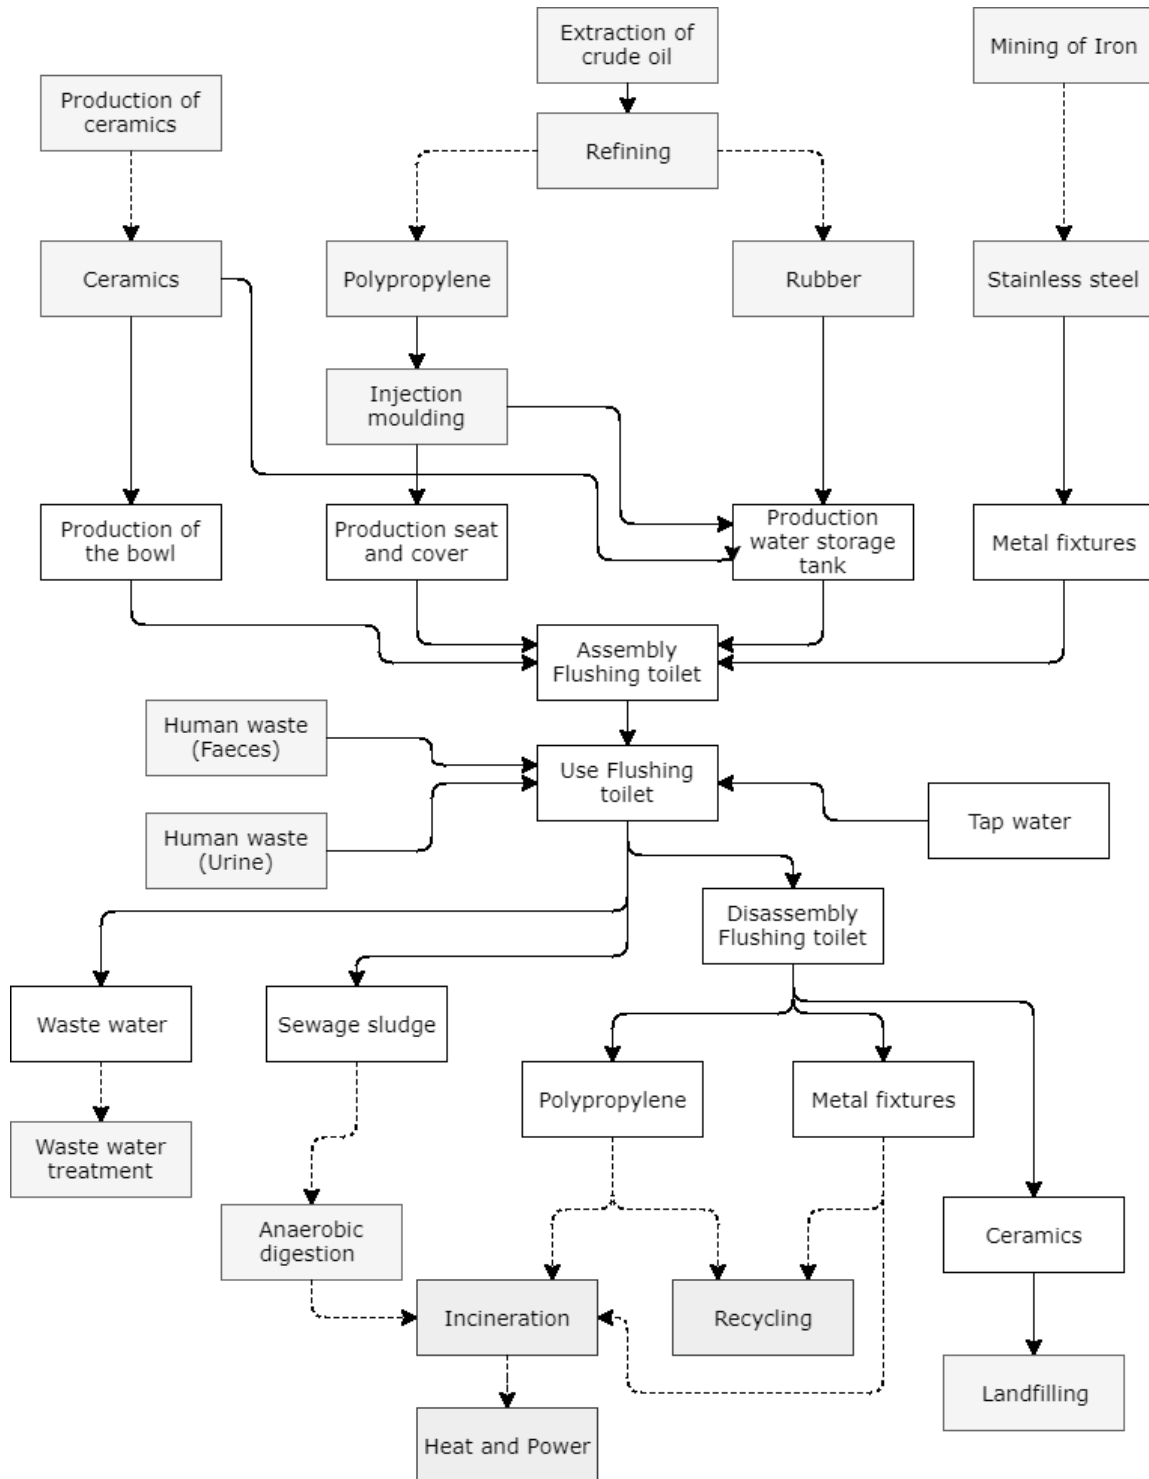 Extraction of
crude oil
Mining of Iron
Production of
ceramics
Refining
Ceramics
Polypropylene
Rubber
Stainless steel
Injection
moulding
Production of
the bowl
Production seat
and cover
Production
water storage
tank
Metal fixtures
Assembly
Flushing toilet
Human waste
(Faeces)
Use Flushing
toilet
Human waste
(Urine)
Tap water
Disassembly
Flushing toilet
Waste water
Sewage sludge
Polypropylene
Metal fixtures
Waste water
treatment
Anaerobic
digestion
Ceramics
Incineration
Recycling
Landfilling
Heat and Power